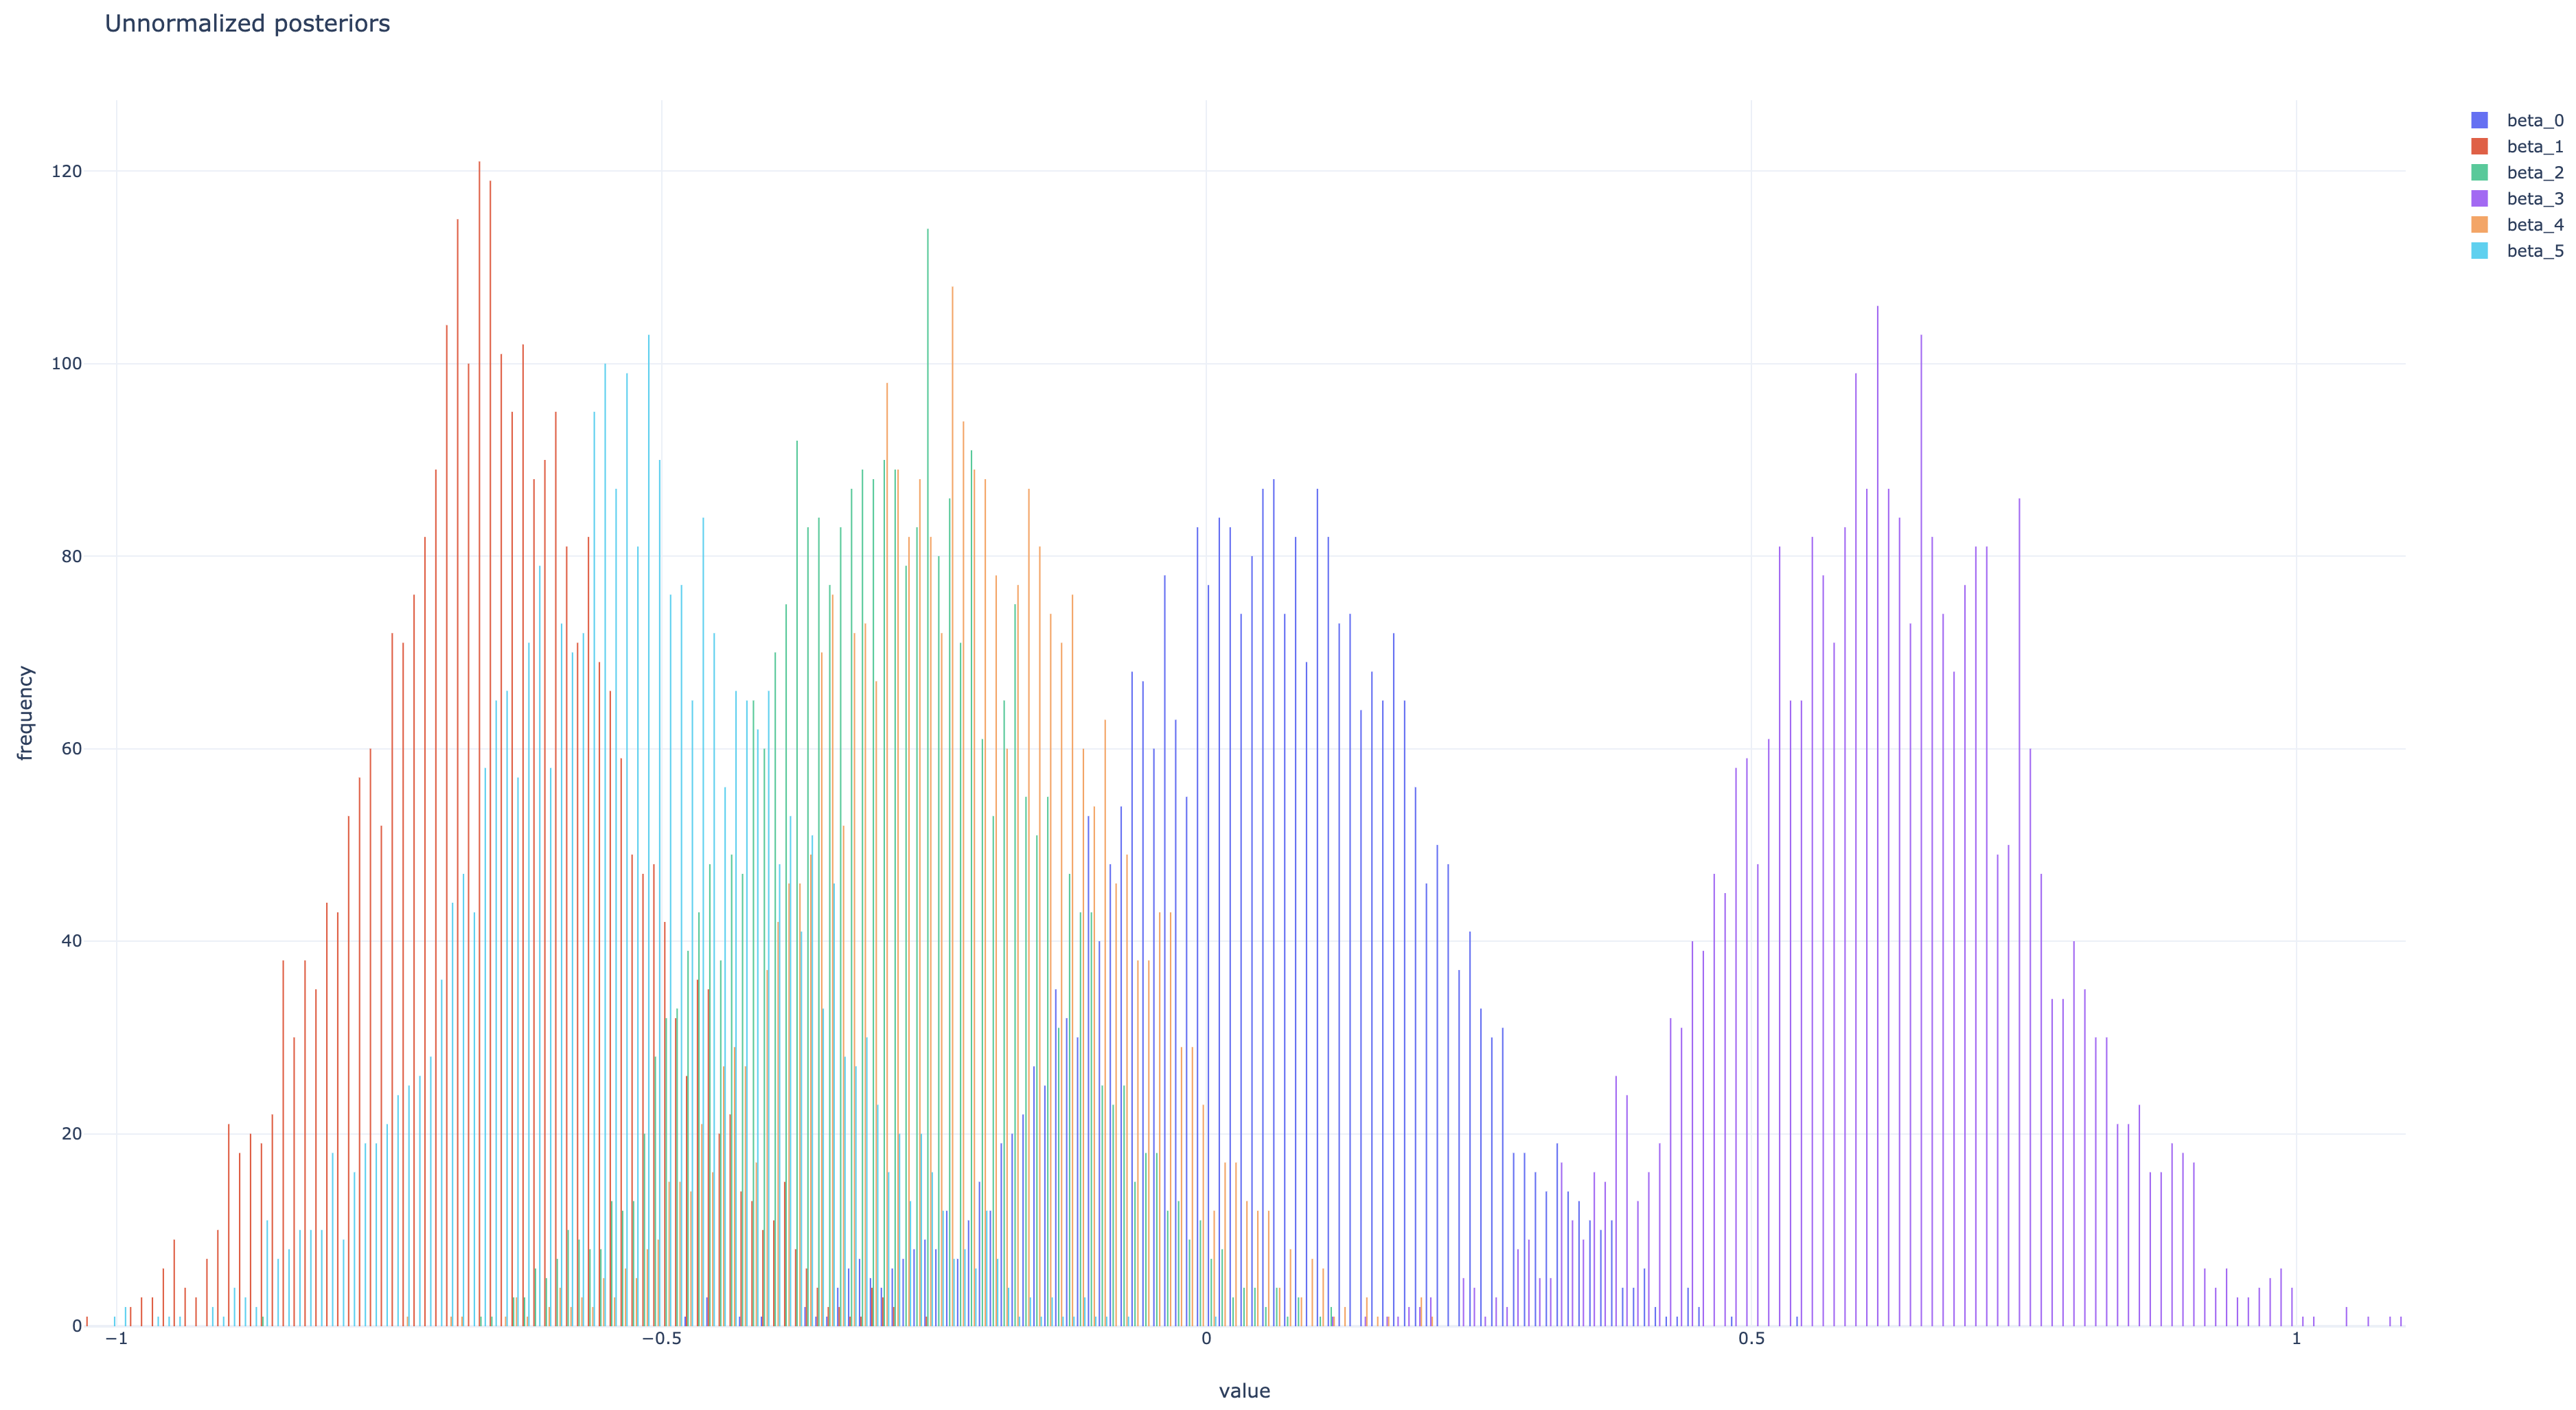 Unnormalized posteriors
beta_0
beta_1
beta_2
beta_3
beta_4
beta_5
120
100
80
60
40
20
0
frequency
−1
−0.5
0
0.5
1
value